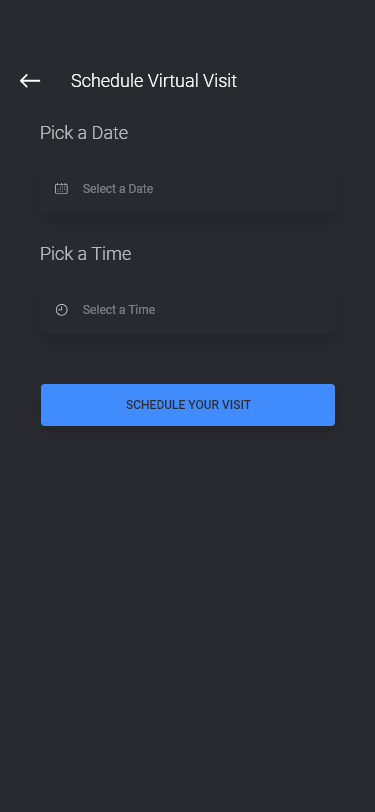 Schedule Virtual Visit
Pick a Date
Select a Date
Pick a Time
Select a Time
SCHEDULE YOUR VISIT